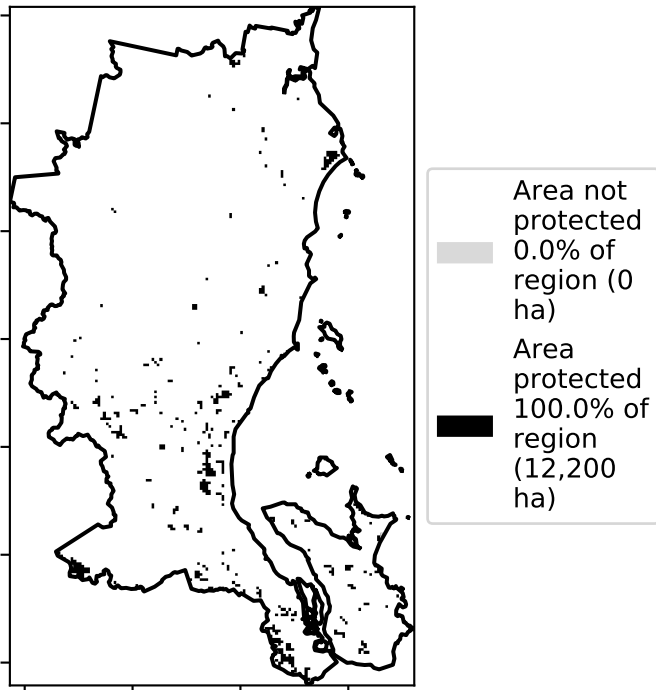 Area not
protected
0.0% of
region (0
ha)
Area
protected
100.0% of
region
(12,200
ha)